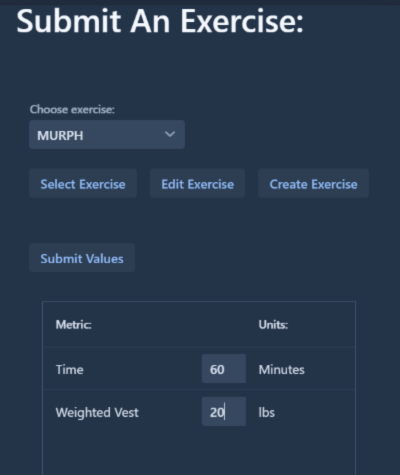 Submit An Exercise:
Choose exercise:
MURPH
Select Exercise Edit Exercise Create Exercise
Submit Values
Metric: Units:
Time 60 Minutes
Weighted Vest 20 lbs